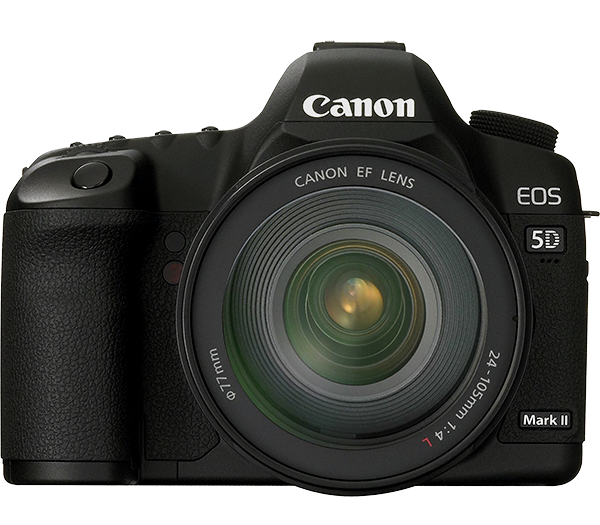 Canon
CANON EF LENS
EOS
5D
Φ77mm
24-105mm 1:4 L
Mark II